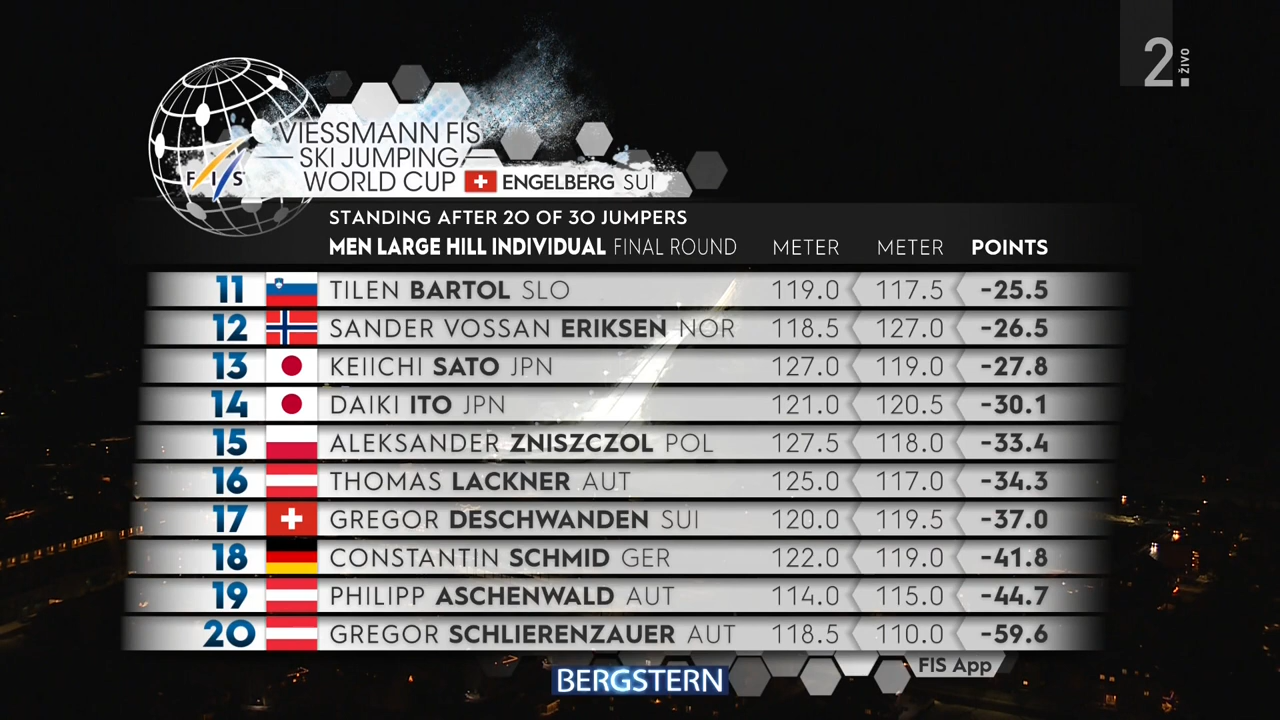 2. ŽIVO
VIESSMANN FIS
SKI JUMPING
WORLD CUP ENGELBERG SUI
FIS
STANDING AFTER 20 OF 30 JUMPERS
MEN LARGE HILL INDIVIDUAL FINAL ROUND METER METER POINTS
11 TILEN BARTOL SLO 119.0 117.5 -25.5
12 SANDER VOSSAN ERIKSEN NOR 118.5 127.0 -26.5
13 KEIICHI SATO JPN 127.0 119.0 -27.8
14 DAIKI ITO JPN 121.0 120.5 -30.1
15 ALEKSANDER ZNISZCZOL POL 127.5 118.0 -33.4
16 THOMAS LACKNER AUT 125.0 117.0 -34.3
17 GREGOR DESCHWANDEN SUI 120.0 119.5 -37.0
18 CONSTANTIN SCHMID GER 122.0 119.0 -41.8
19 PHILIPP ASCHENWALD AUT 114.0 115.0 -44.7
20 GREGOR SCHLIERENZAUER AUT 118.5 110.0 -59.6
FIS App
BERGSTERN